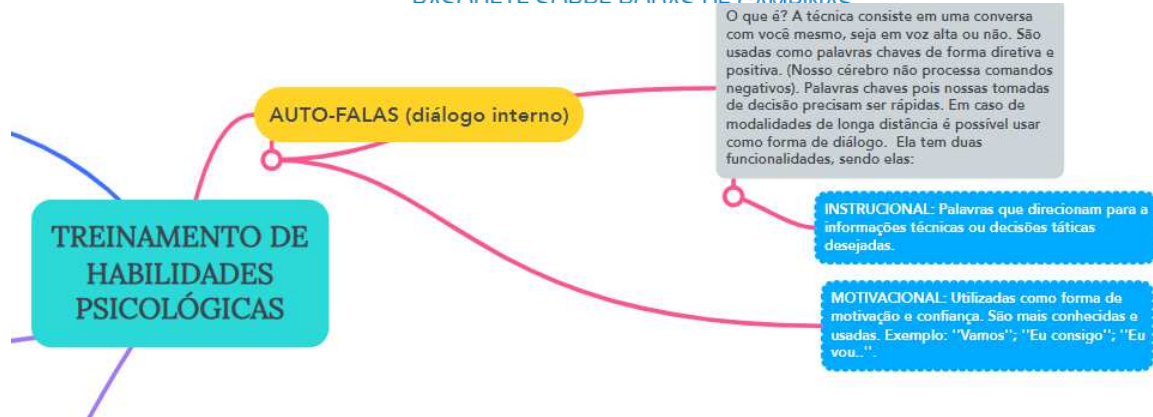 BASQUETE SOBRE RODAS DE CAMPINAS
O que é? A técnica consiste em uma conversa
com você mesmo, seja em voz alta ou não. São
usadas como palavras chaves de forma diretiva e
positiva. (Nosso cérebro não processa comandos
negativos). Palavras chaves pois nossas tomadas
de decisão precisam ser rápidas. Em caso de
modalidades de longa distância é possível usar
como forma de diálogo. Ela tem duas
funcionalidades, sendo elas:
AUTO-FALAS (diálogo interno)
INSTRUCIONAL: Palavras que direcionam para a
informações técnicas ou decisões táticas
desejadas.
TREINAMENTO DE
HABILIDADES
PSICOLÓGICAS
MOTIVACIONAL: Utilizadas como forma de
motivação e confiança. São mais conhecidas e
usadas. Exemplo: ''Vamos''; ''Eu consigo''; ''Eu
vou..''.